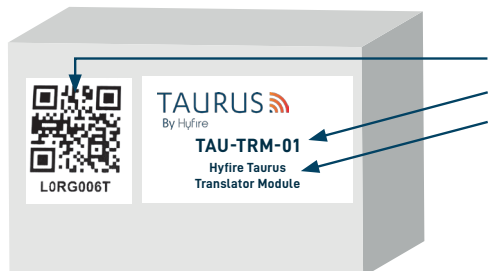 L0RG006T
TAURUS
By Hyfire
TAU-TRM-01
Hyfire Taurus
Translator Module